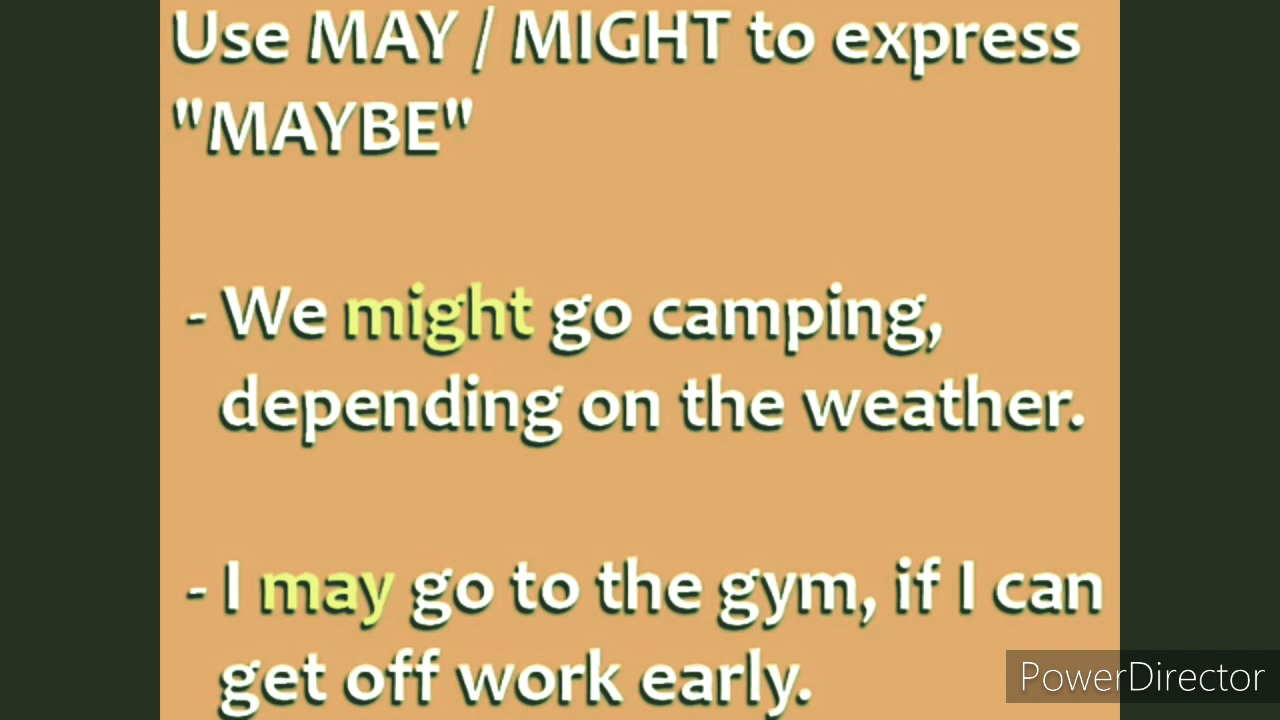 Use MAY / MIGHT to express
"MAYBE"
- We might go camping,
depending on the weather.
- I may go to the gym, if I can
get off work early.
PowerDirector